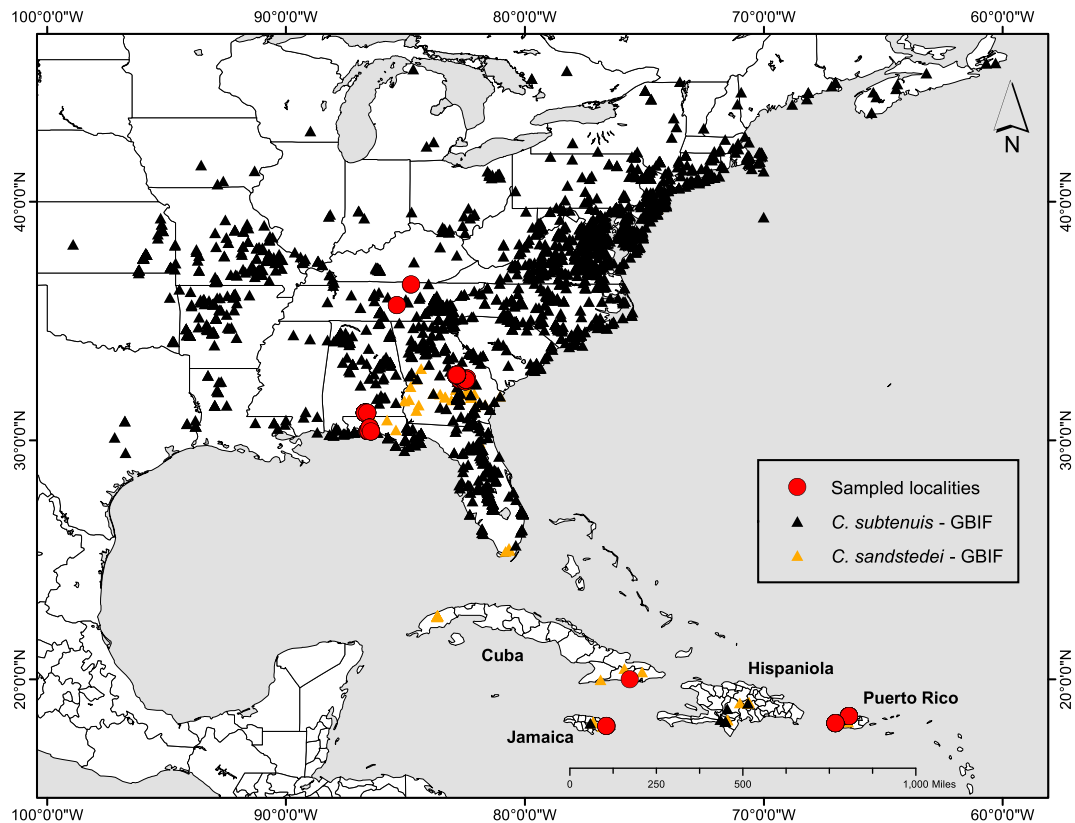 100°0'0"W 90°0'0"W 80°0'0"W 70°0'0"W 60°0'0"W
40°0'0"N 40°0'0"N
30°0'0"N 30°0'0"N
20°0'0"N 20°0'0"N
N
Sampled localities
C. subtenuis - GBIF
C. sandstedei - GBIF
Cuba
Hispaniola
Puerto Rico
Jamaica
0 250 500 1,000 Miles
100°0'0"W 90°0'0"W 80°0'0"W 70°0'0"W 60°0'0"W